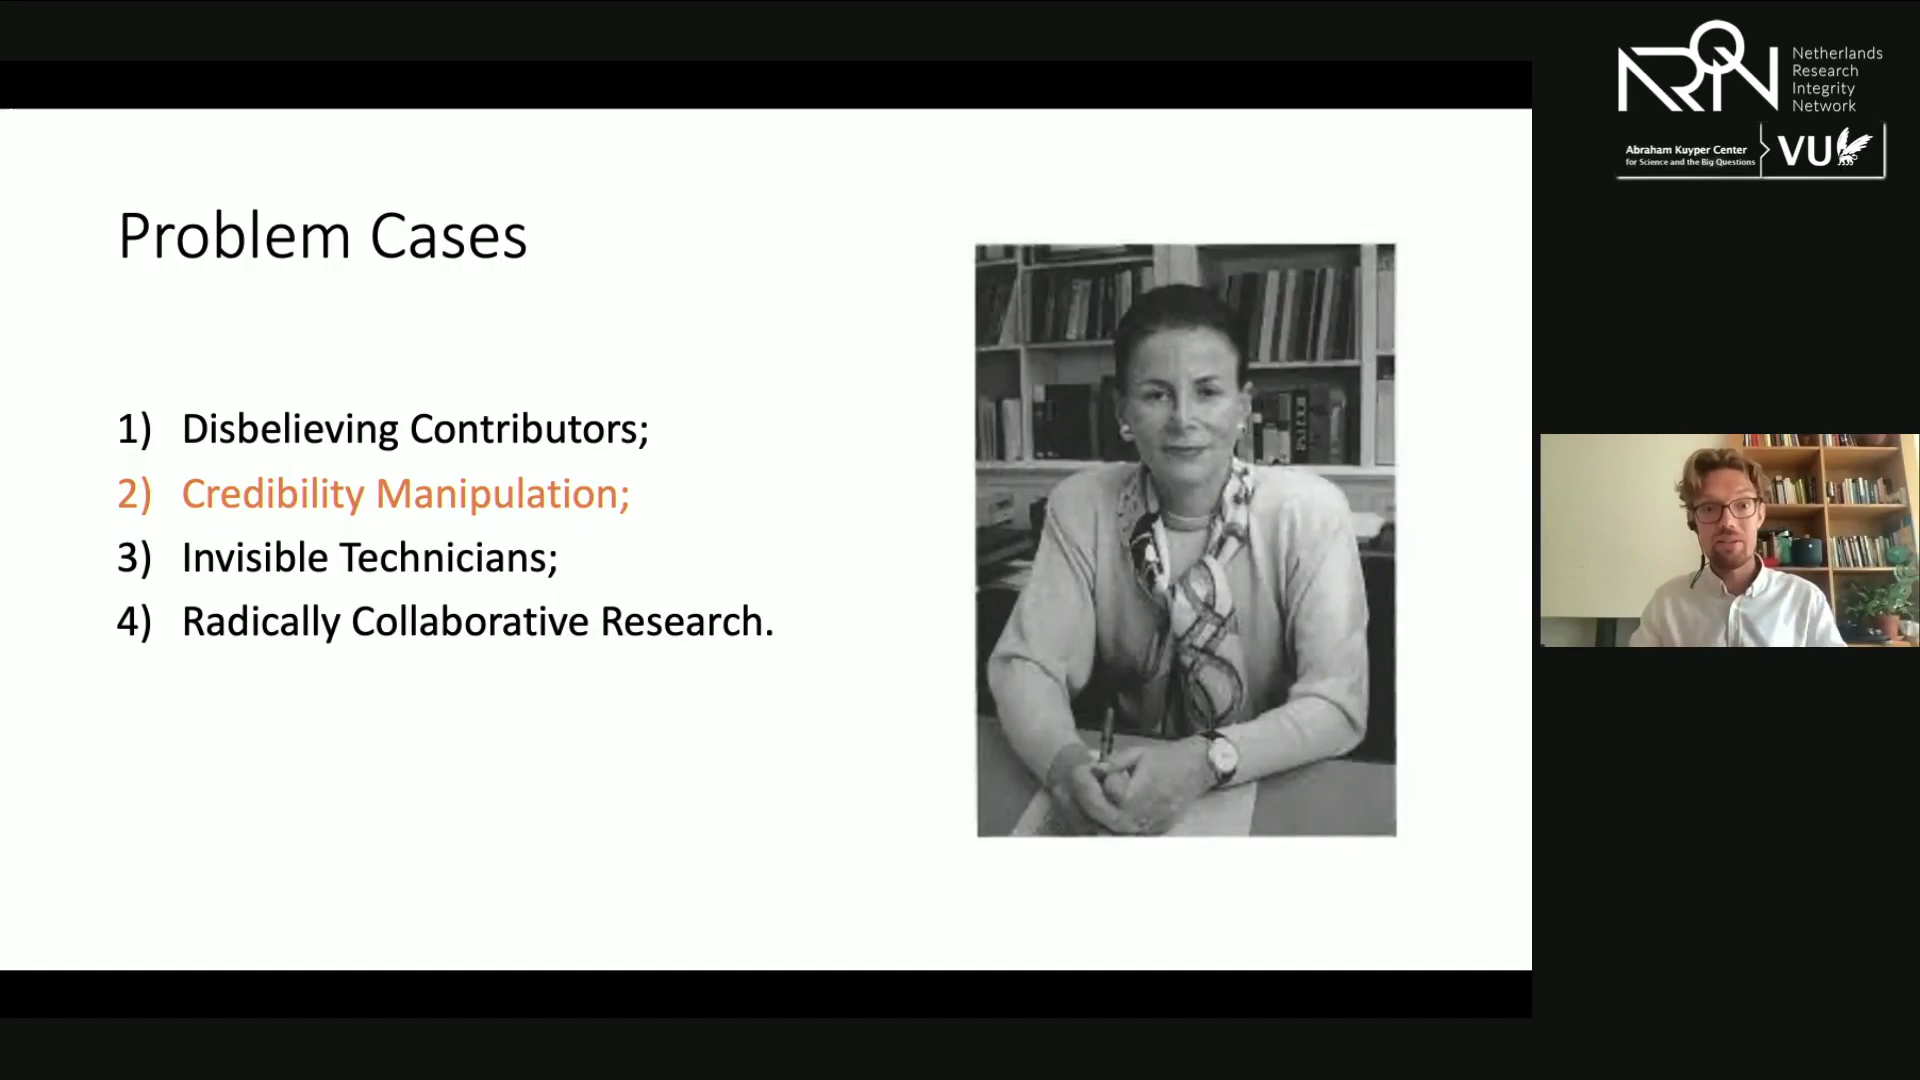 Problem Cases
1) Disbelieving Contributors;
2) Credibility Manipulation;
3) Invisible Technicians;
4) Radically Collaborative Research.
NRIN
Netherlands
Research
Integrity
Network
Abraham Kuyper Center
for Science and the Big Questions
VU